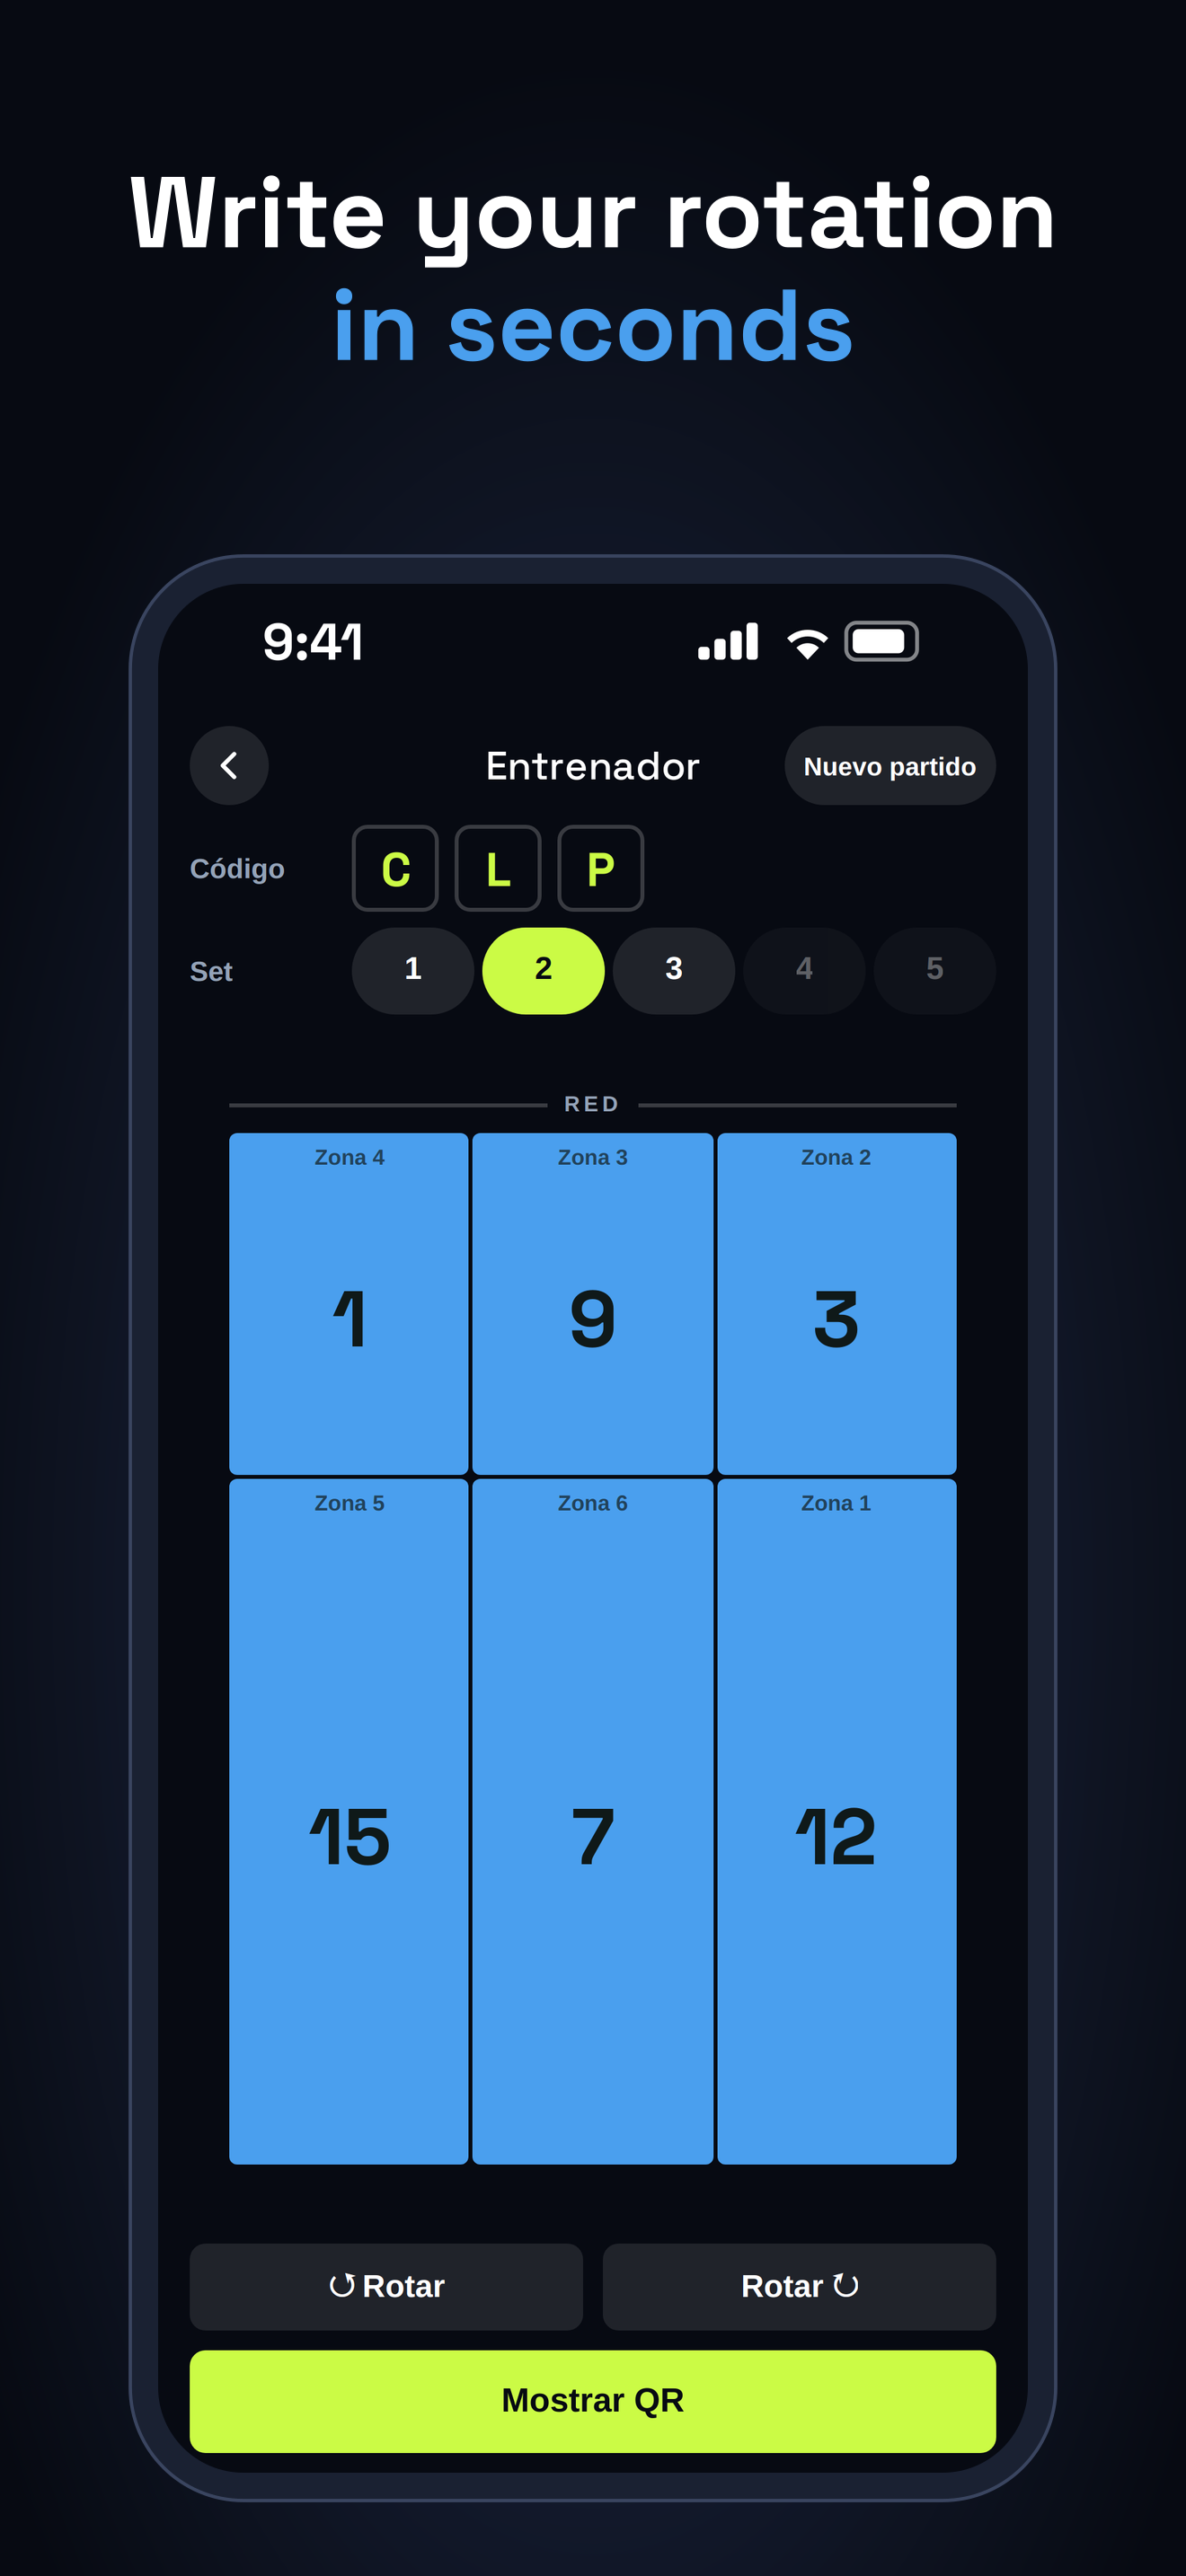 Write your rotation
in seconds
9:41
Entrenador
Nuevo partido
Código C L P
Set 1 2 3 4 5
RED
Zona 4 Zona 3 Zona 2
1 9 3
Zona 5 Zona 6 Zona 1
15 7 12
Rotar Rotar
Mostrar QR